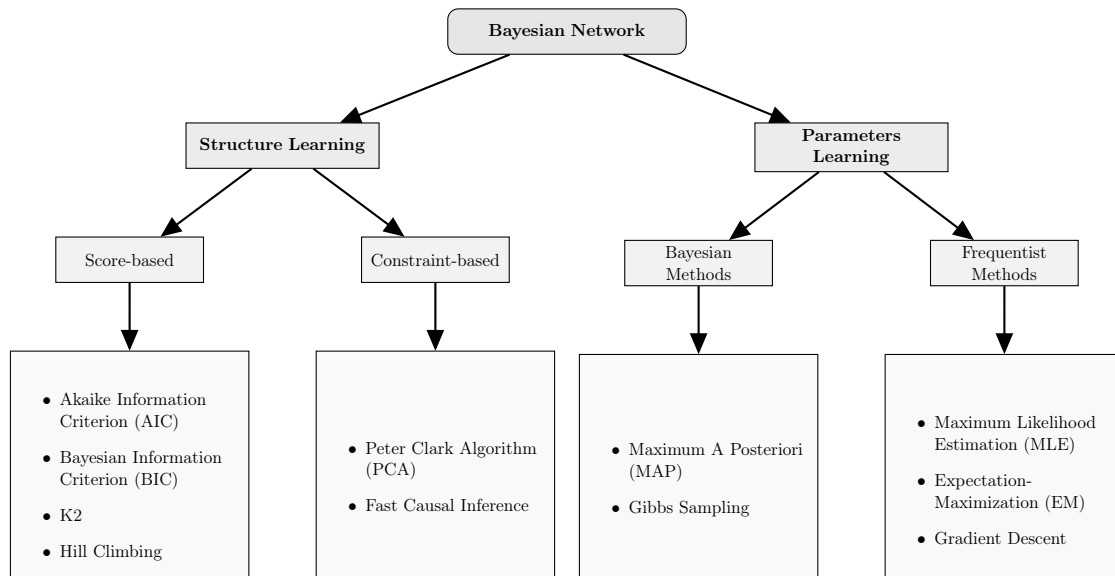 Bayesian Network
Structure Learning
Parameters
Learning
Score-based
Constraint-based
Bayesian
Methods
Frequentist
Methods
• Akaike Information
Criterion (AIC)
• Bayesian Information
Criterion (BIC)
• K2
• Hill Climbing
• Peter Clark Algorithm
(PCA)
• Fast Causal Inference
• Maximum A Posteriori
(MAP)
• Gibbs Sampling
• Maximum Likelihood
Estimation (MLE)
• Expectation-
Maximization (EM)
• Gradient Descent